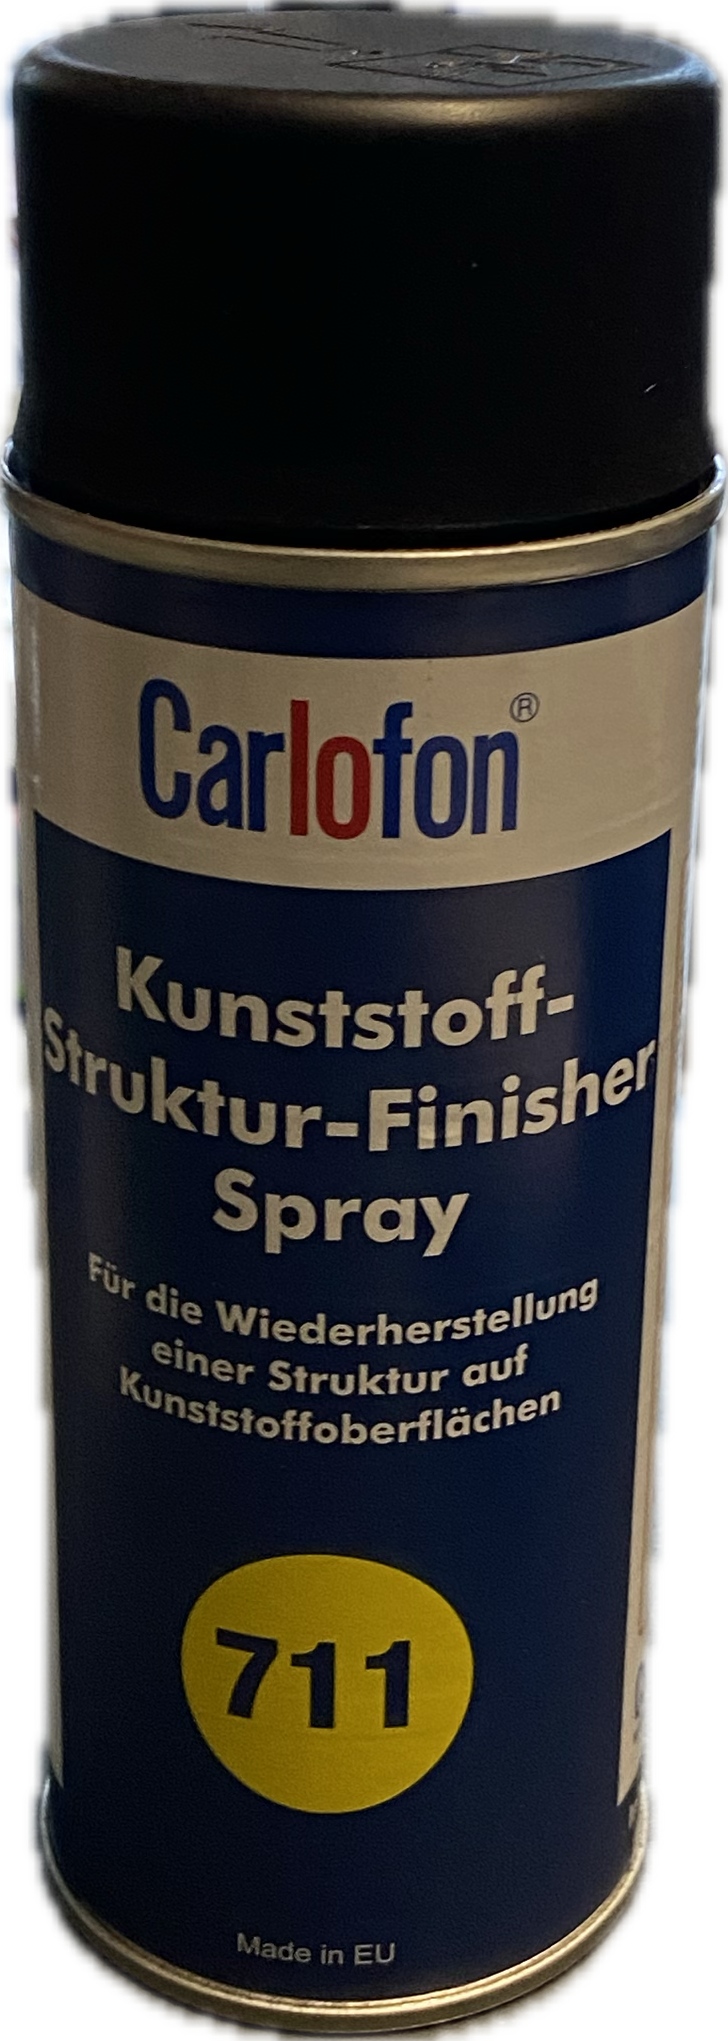 Carlofon®
Kunststoff-
Struktur-Finisher
Spray
Für die Wiederherstellung
einer Struktur auf
Kunststoffoberflächen
711
Made in EU